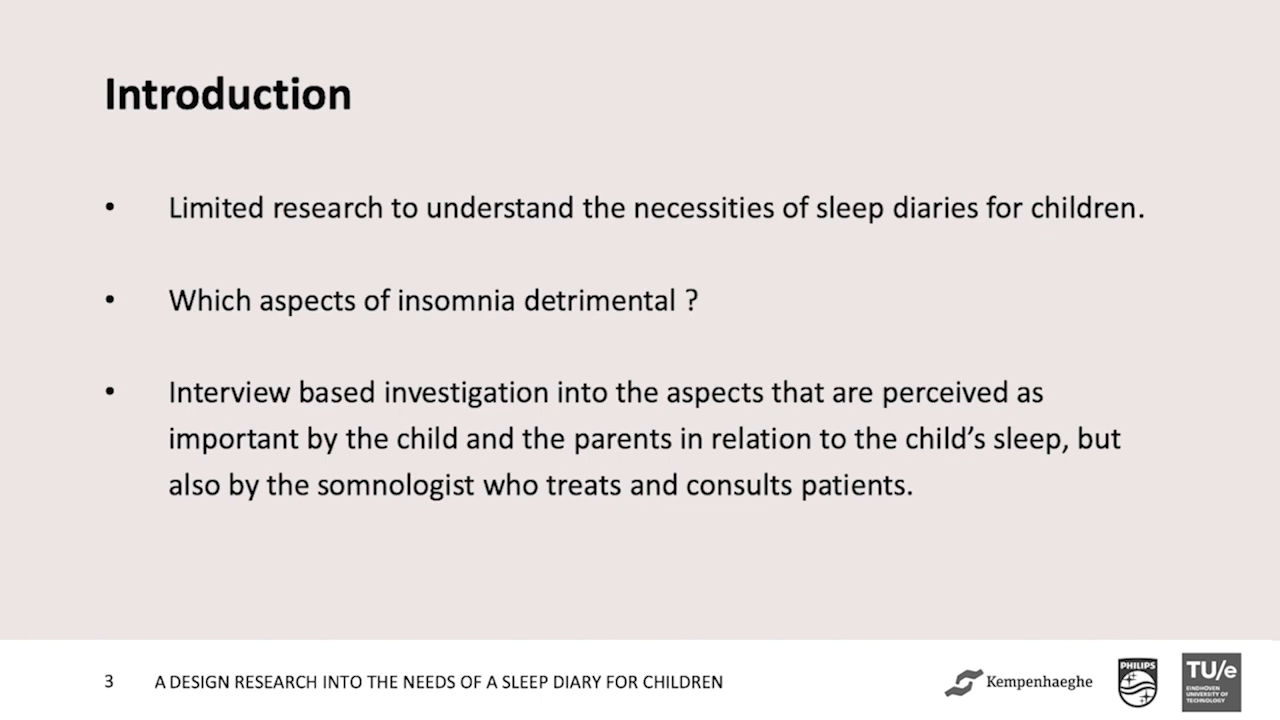 Introduction
• Limited research to understand the necessities of sleep diaries for children.
• Which aspects of insomnia detrimental ?
• Interview based investigation into the aspects that are perceived as
important by the child and the parents in relation to the child’s sleep, but
also by the somnologist who treats and consults patients.
3 A DESIGN RESEARCH INTO THE NEEDS OF A SLEEP DIARY FOR CHILDREN
Kempenhaeghe
PHILIPS
TU/e
EINDHOVEN
UNIVERSITY OF
TECHNOLOGY